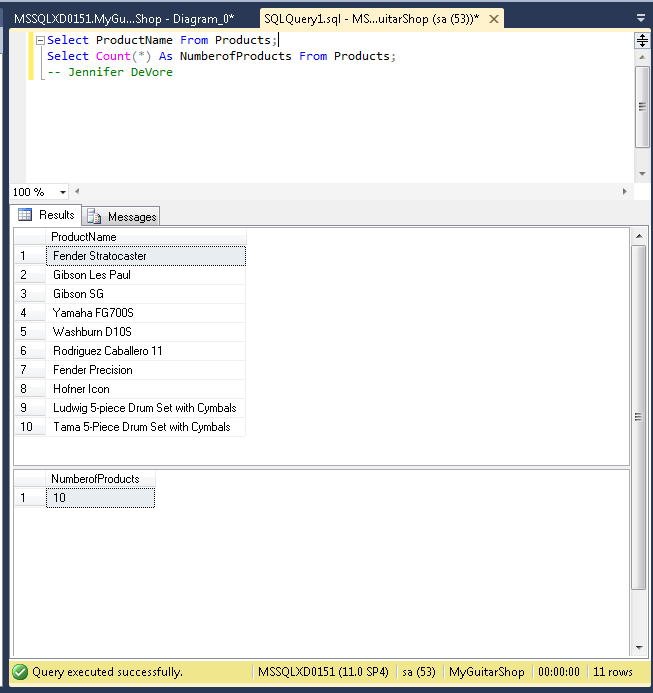 MSSQLXD0151.MyGu...Shop - Diagram_0*
SQLQuery1.sql - MS...uitarShop (sa (53))*
Select ProductName From Products;
Select Count(*) As NumberofProducts From Products;
-- Jennifer DeVore
100 %
Results Messages
ProductName
1 Fender Stratocaster
2 Gibson Les Paul
3 Gibson SG
4 Yamaha FG700S
5 Washburn D10S
6 Rodriguez Caballero 11
7 Fender Precision
8 Hofner Icon
9 Ludwig 5-piece Drum Set with Cymbals
10 Tama 5-Piece Drum Set with Cymbals
NumberofProducts
1 10
Query executed successfully. MSSQLXD0151 (11.0 SP4) sa (53) MyGuitarShop 00:00:00 11 rows